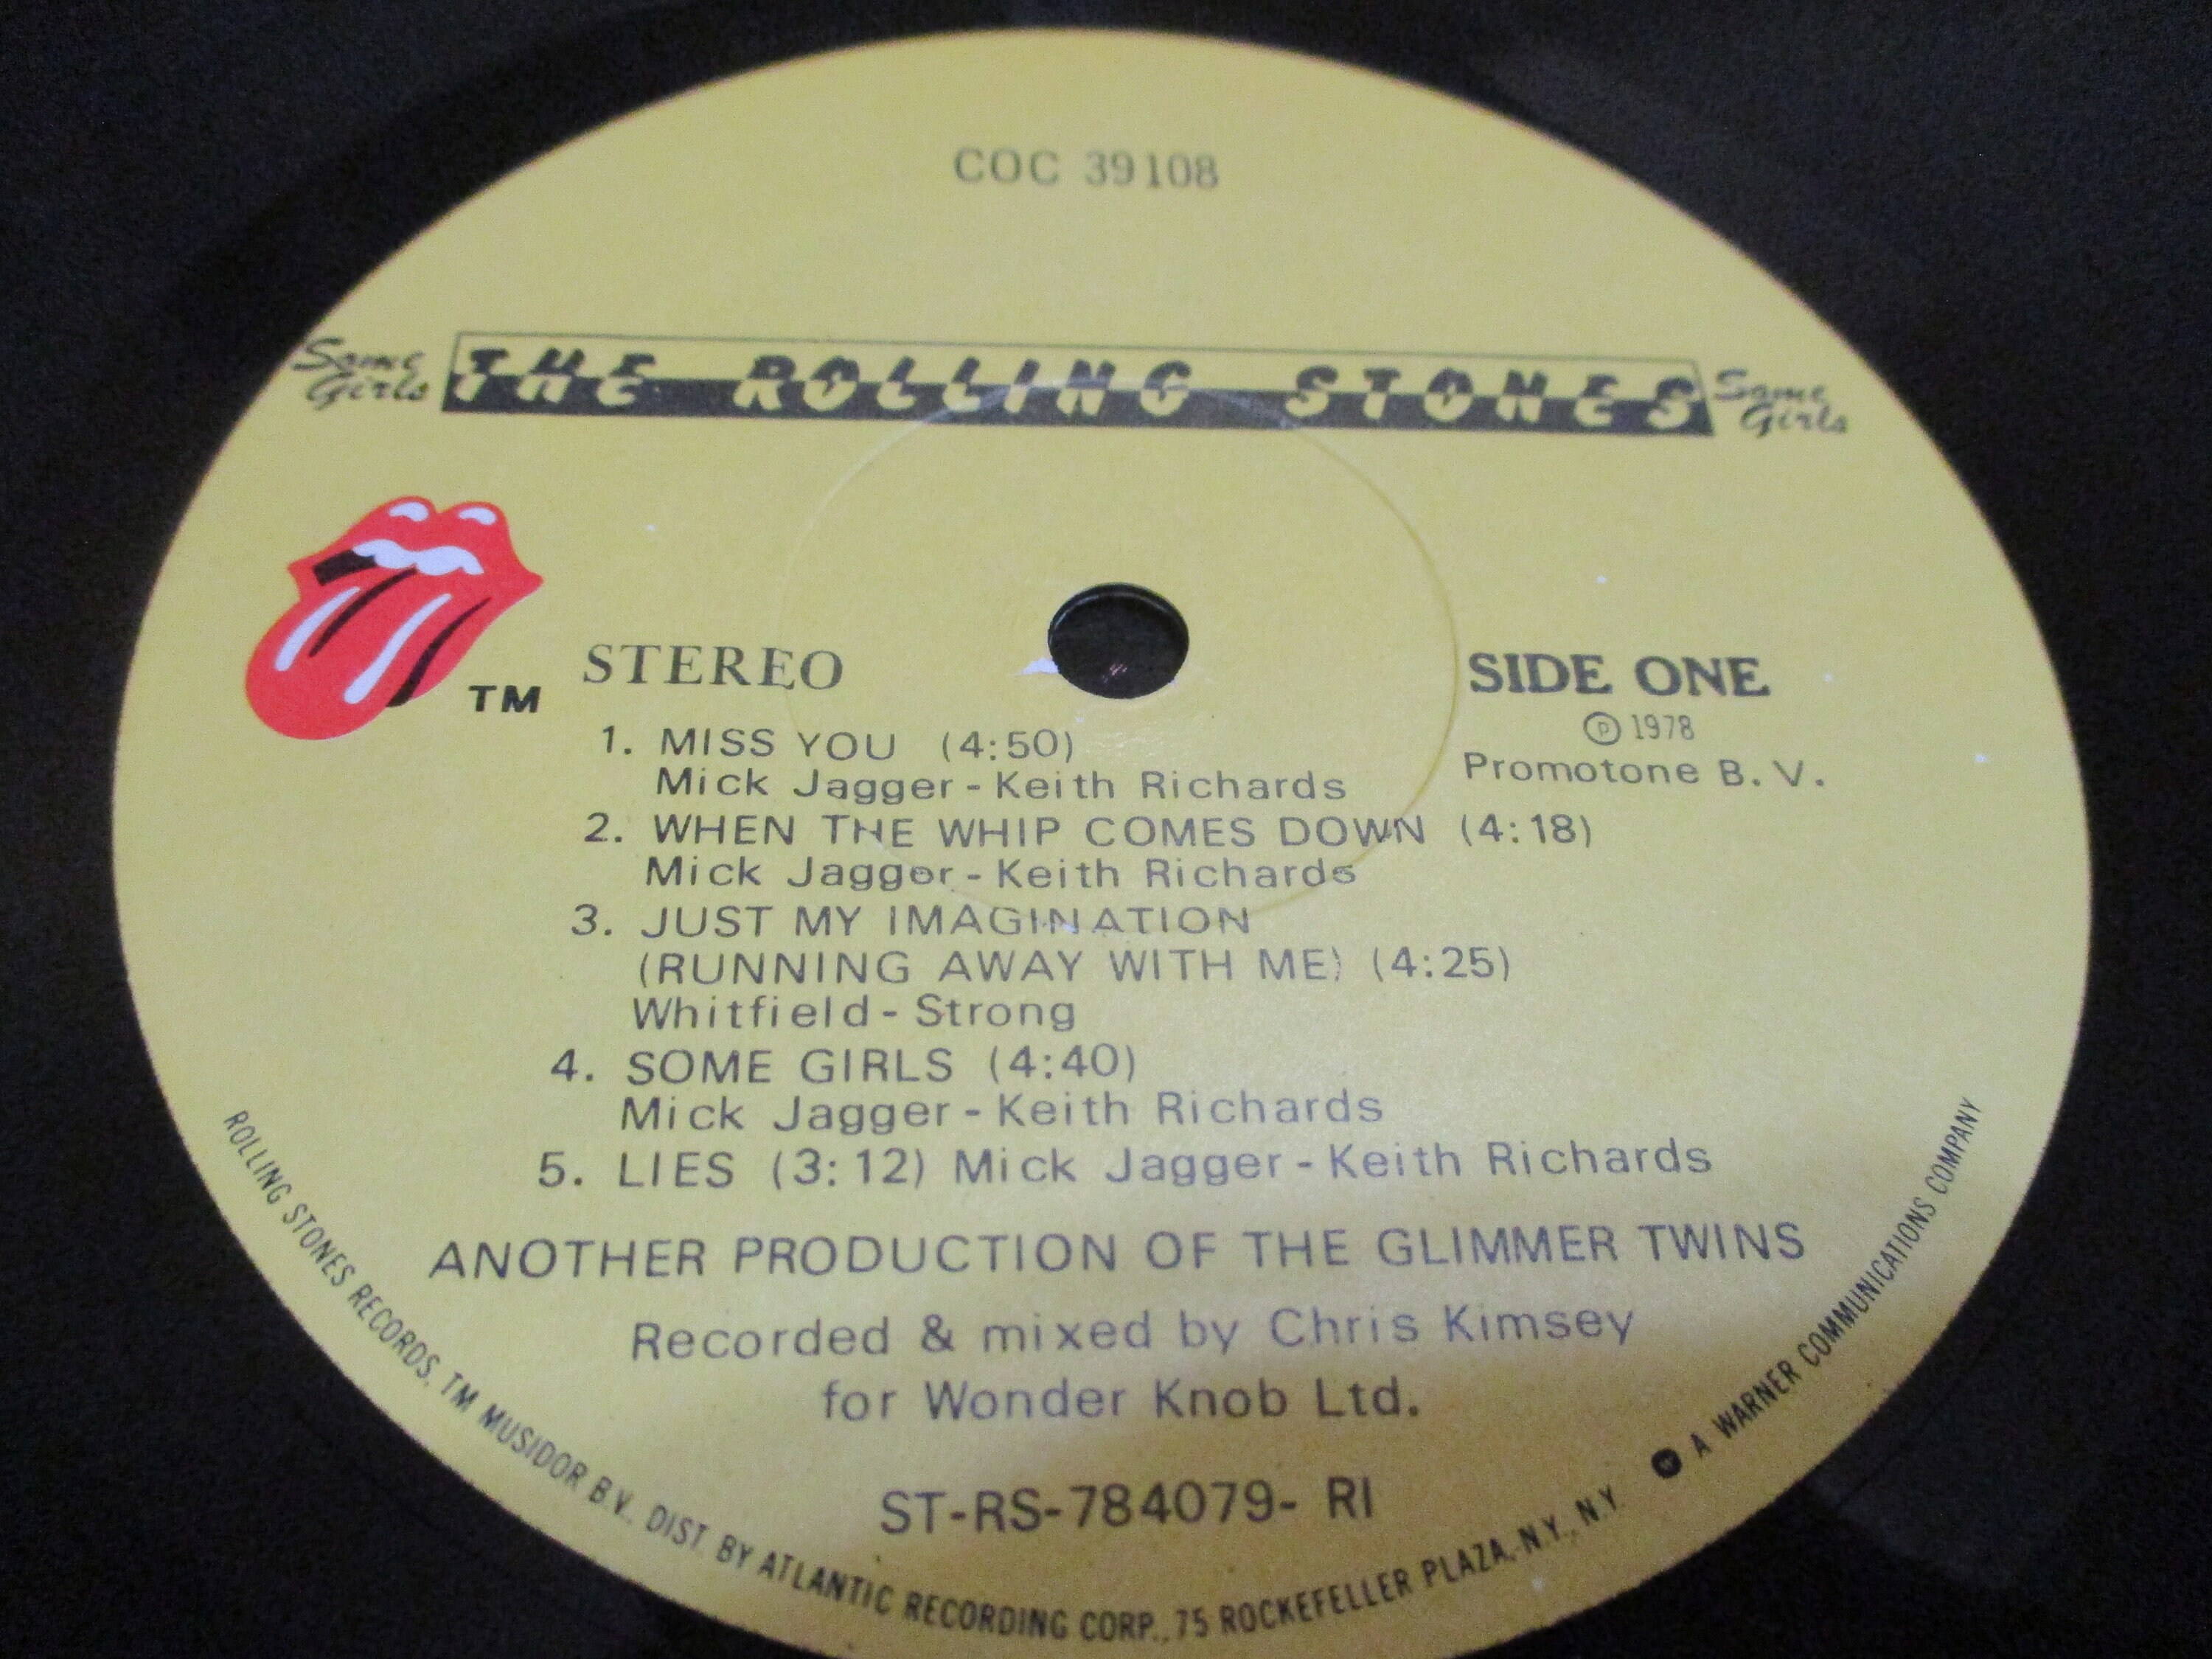 COC 39108
Some Girls THE ROLLING STONES Some Girls
TM
STEREO
SIDE ONE
Ⓟ 1978
Promotone B. V.
1. MISS YOU (4:50)
Mick Jagger - Keith Richards
2. WHEN THE WHIP COMES DOWN (4:18)
Mick Jagger - Keith Richards
3. JUST MY IMAGINATION
(RUNNING AWAY WITH ME) (4:25)
Whitfield - Strong
4. SOME GIRLS (4:40)
Mick Jagger - Keith Richards
5. LIES (3:12) Mick Jagger - Keith Richards
ANOTHER PRODUCTION OF THE GLIMMER TWINS
Recorded & mixed by Chris Kimsey
for Wonder Knob Ltd.
ST-RS-784079- RI
ROLLING STONES RECORDS, TM MUSIDOR B.V., DIST. BY ATLANTIC RECORDING CORP., 75 ROCKEFELLER PLAZA, N.Y., N.Y. W A WARNER COMMUNICATIONS COMPANY